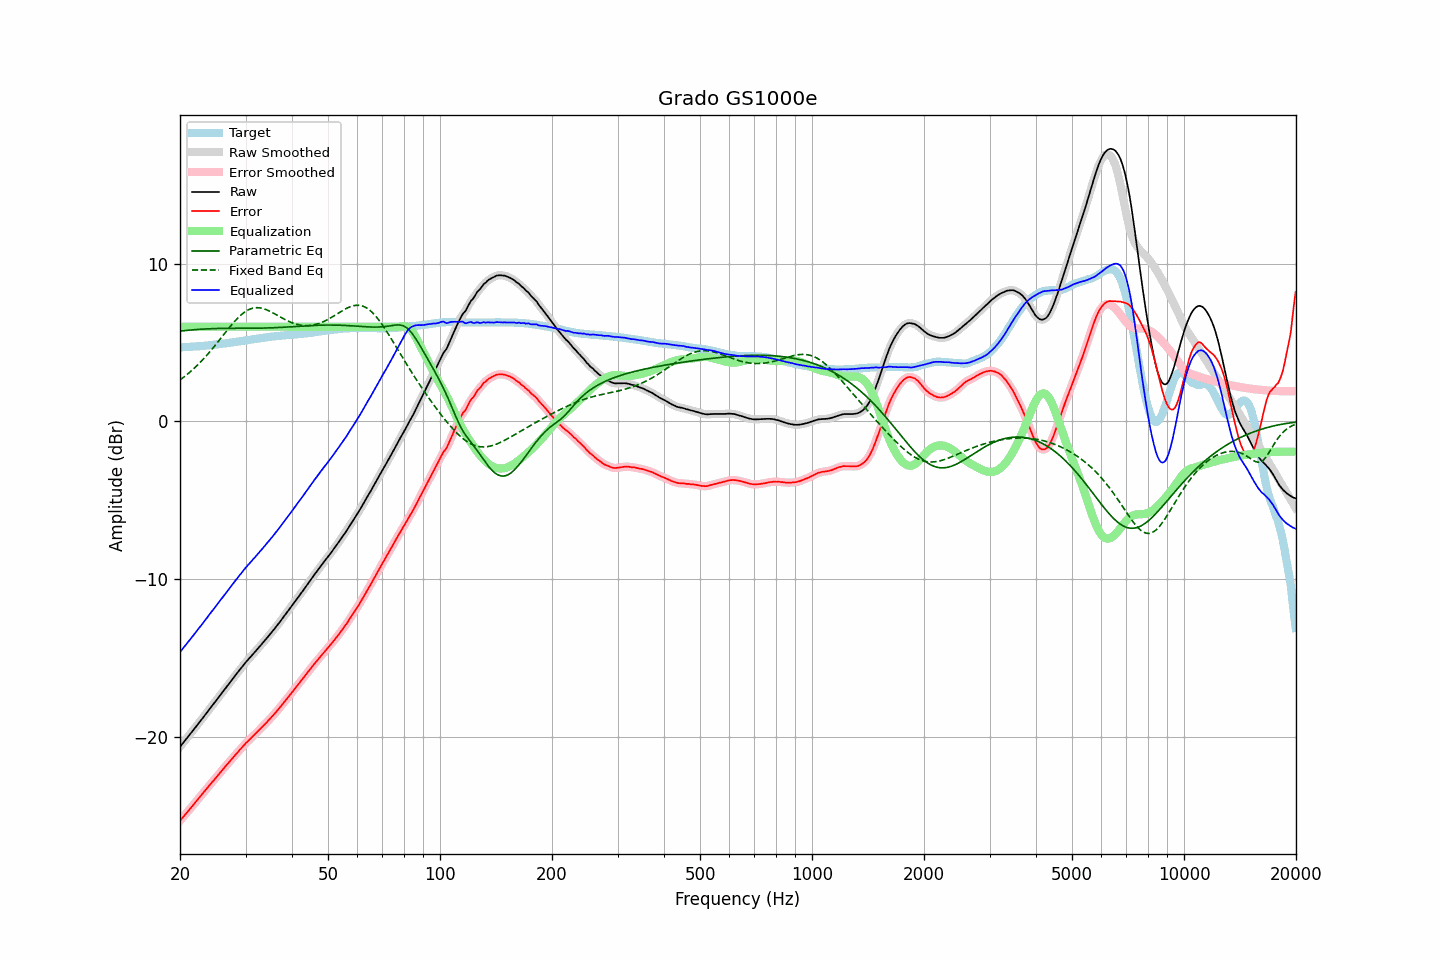 Grado GS1000e
Target
Raw Smoothed
Error Smoothed
Raw
Error
Equalization
Parametric Eq
Fixed Band Eq
Equalized
10
0
−10
−20
Amplitude (dBr)
20 50 100 200 500 1000 2000 5000 10000 20000
Frequency (Hz)